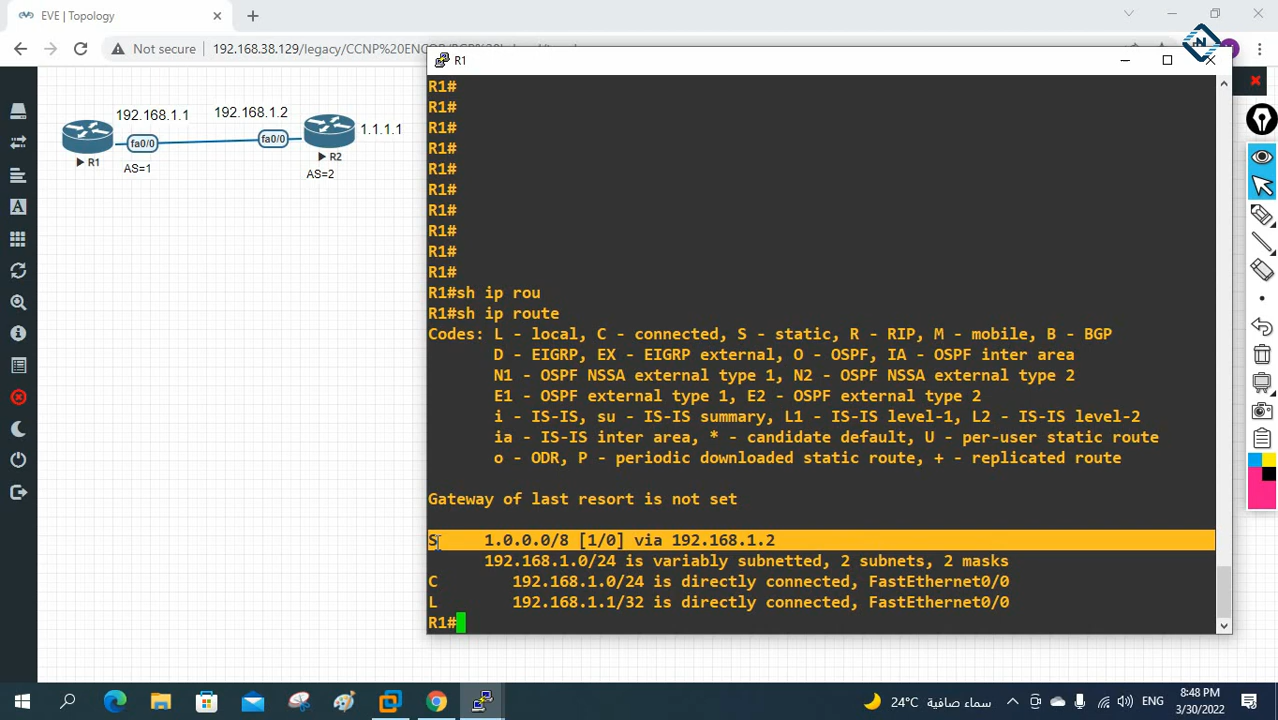 EVE | Topology
Not secure
192.168.38.129/legacy/CCNP%20ENCOR/BGP%20
R1
192.168.1.1
192.168.1.2
1.1.1.1
fa0/0
fa0/0
R1
R2
AS=1
AS=2
R1#
R1#
R1#
R1#
R1#
R1#
R1#
R1#
R1#
R1#
R1#sh ip rou
R1#sh ip route
Codes: L - local, C - connected, S - static, R - RIP, M - mobile, B - BGP
D - EIGRP, EX - EIGRP external, O - OSPF, IA - OSPF inter area
N1 - OSPF NSSA external type 1, N2 - OSPF NSSA external type 2
E1 - OSPF external type 1, E2 - OSPF external type 2
i - IS-IS, su - IS-IS summary, L1 - IS-IS level-1, L2 - IS-IS level-2
ia - IS-IS inter area, * - candidate default, U - per-user static route
o - ODR, P - periodic downloaded static route, + - replicated route
Gateway of last resort is not set
S 1.0.0.0/8 [1/0] via 192.168.1.2
192.168.1.0/24 is variably subnetted, 2 subnets, 2 masks
C 192.168.1.0/24 is directly connected, FastEthernet0/0
L 192.168.1.1/32 is directly connected, FastEthernet0/0
R1#
24°C سماء صافية
ENG
8:48 PM
3/30/2022